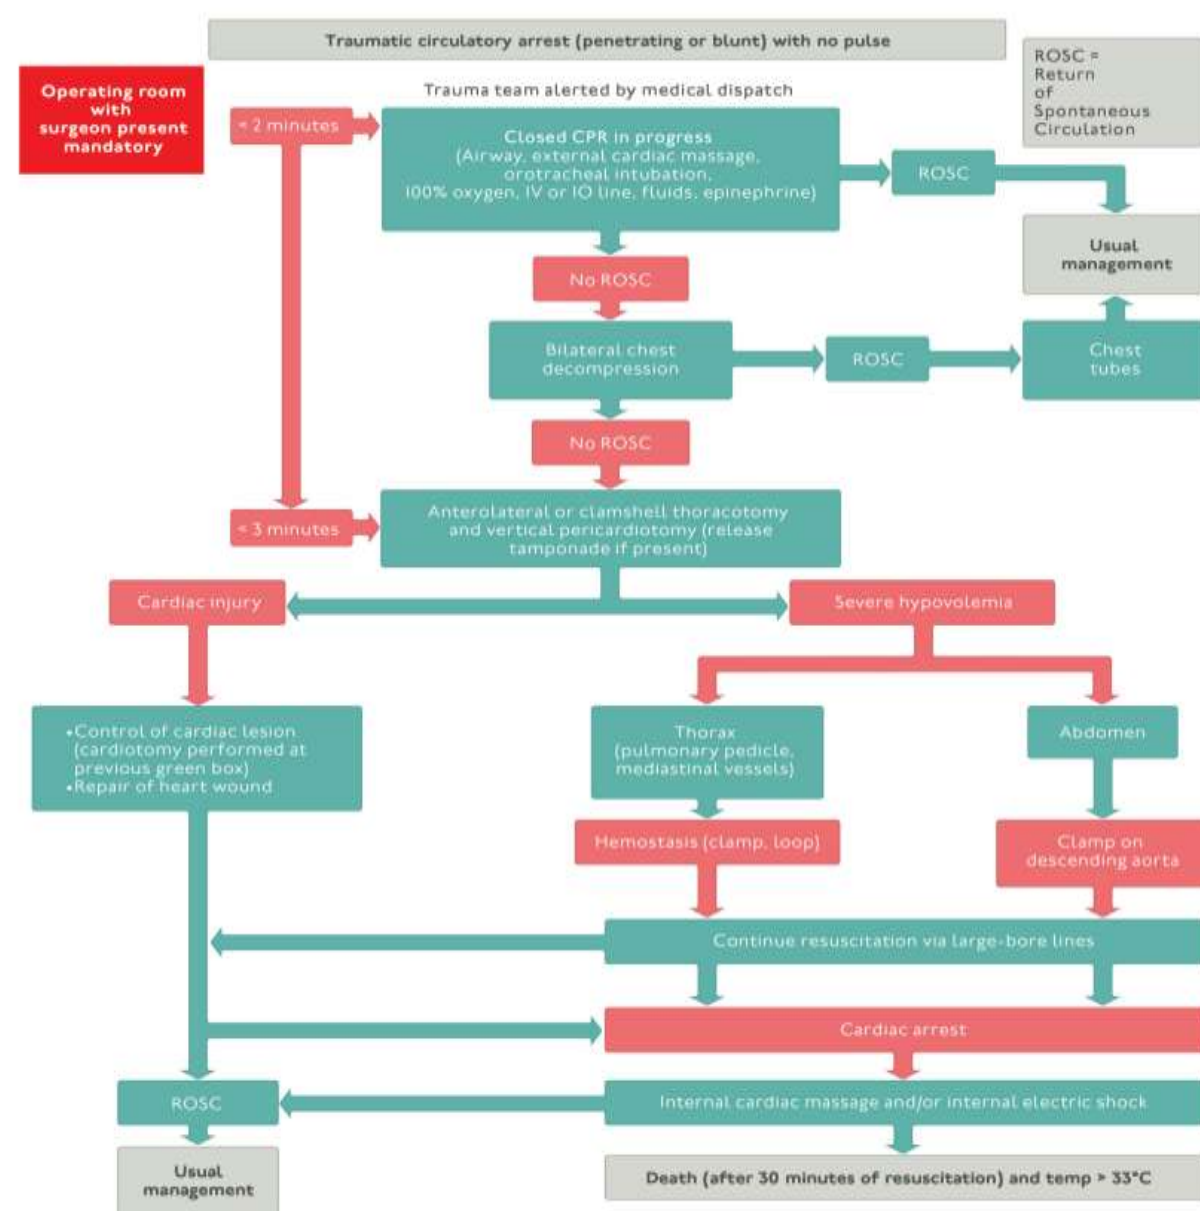 Traumatic circulatory arrest (penetrating or blunt) with no pulse
ROSC =
Return
of
Spontaneous
Circulation
Operating room
with
surgeon present
mandatory
Trauma team alerted by medical dispatch
< 2 minutes
Closed CPR in progress
(Airway, external cardiac massage,
orotracheal intubation,
100% oxygen, IV or IO line, fluids, epinephrine)
ROSC
Usual
management
No ROSC
Bilateral chest
decompression
ROSC
Chest
tubes
No ROSC
< 3 minutes
Anterolateral or clamshell thoracotomy
and vertical pericardiotomy (release
tamponade if present)
Cardiac injury
Severe hypovolemia
•Control of cardiac lesion
(cardiotomy performed at
previous green box)
•Repair of heart wound
Thorax
(pulmonary pedicle,
mediastinal vessels)
Abdomen
Hemostasis (clamp, loop)
Clamp on
descending aorta
Continue resuscitation via large-bore lines
Cardiac arrest
ROSC
Internal cardiac massage and/or internal electric shock
Usual
management
Death (after 30 minutes of resuscitation) and temp > 33°C